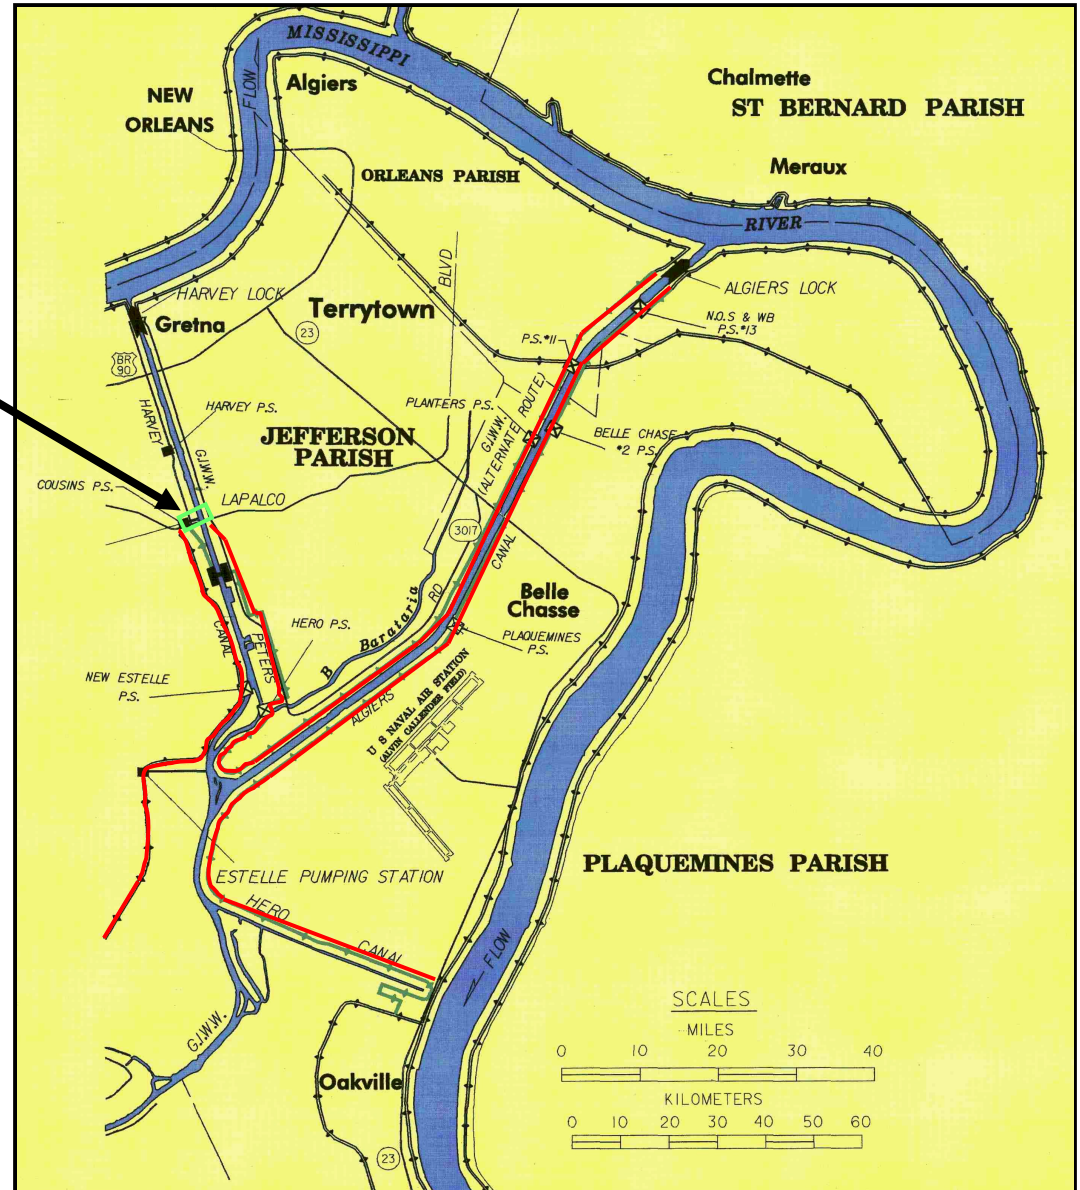 MISSISSIPPI
FLOW
Algiers
NEW
ORLEANS
Chalmette
ST BERNARD PARISH
Meraux
ORLEANS PARISH
RIVER
BLVD
HARVEY LOCK
ALGIERS LOCK
Terrytown
Gretna
23
N.O.S & WB
P.S.#13
P.S.#11
BR
90
HARVEY
HARVEY P.S.
PLANTERS P.S.
G.I.W.W.
(ALTERNATE ROUTE)
JEFFERSON
PARISH
BELLE CHASE
#2 P.S.
G.I.W.W.
COUSINS P.S.
LAPALCO
3017
CANAL
RD
Belle
Chasse
B Barataria
HERO P.S.
PETERS
CANAL
PLAQUEMINES
P.S.
NEW ESTELLE
P.S.
ALGIERS
U S NAVAL AIR STATION
(ALVIN CALLENDER FIELD)
PLAQUEMINES PARISH
ESTELLE PUMPING STATION
HERO
CANAL
FLOW
G.I.W.W.
Oakville
23
SCALES
MILES
0 10 20 30 40
KILOMETERS
0 10 20 30 40 50 60